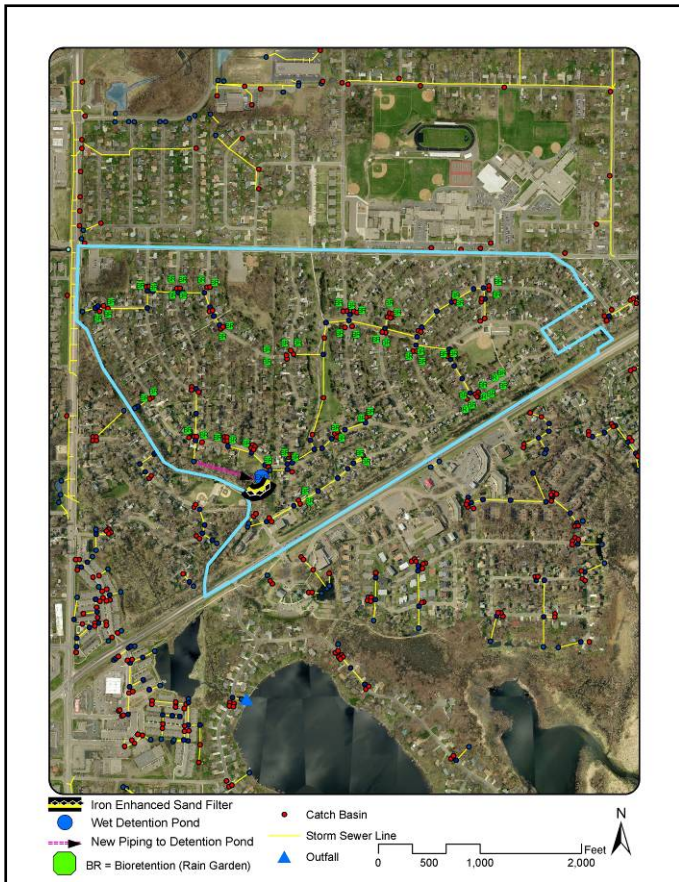 Iron Enhanced Sand Filter
Wet Detention Pond
New Piping to Detention Pond
BR = Bioretention (Rain Garden)
Catch Basin
Storm Sewer Line
Outfall
N
Feet
0 500 1,000 2,000